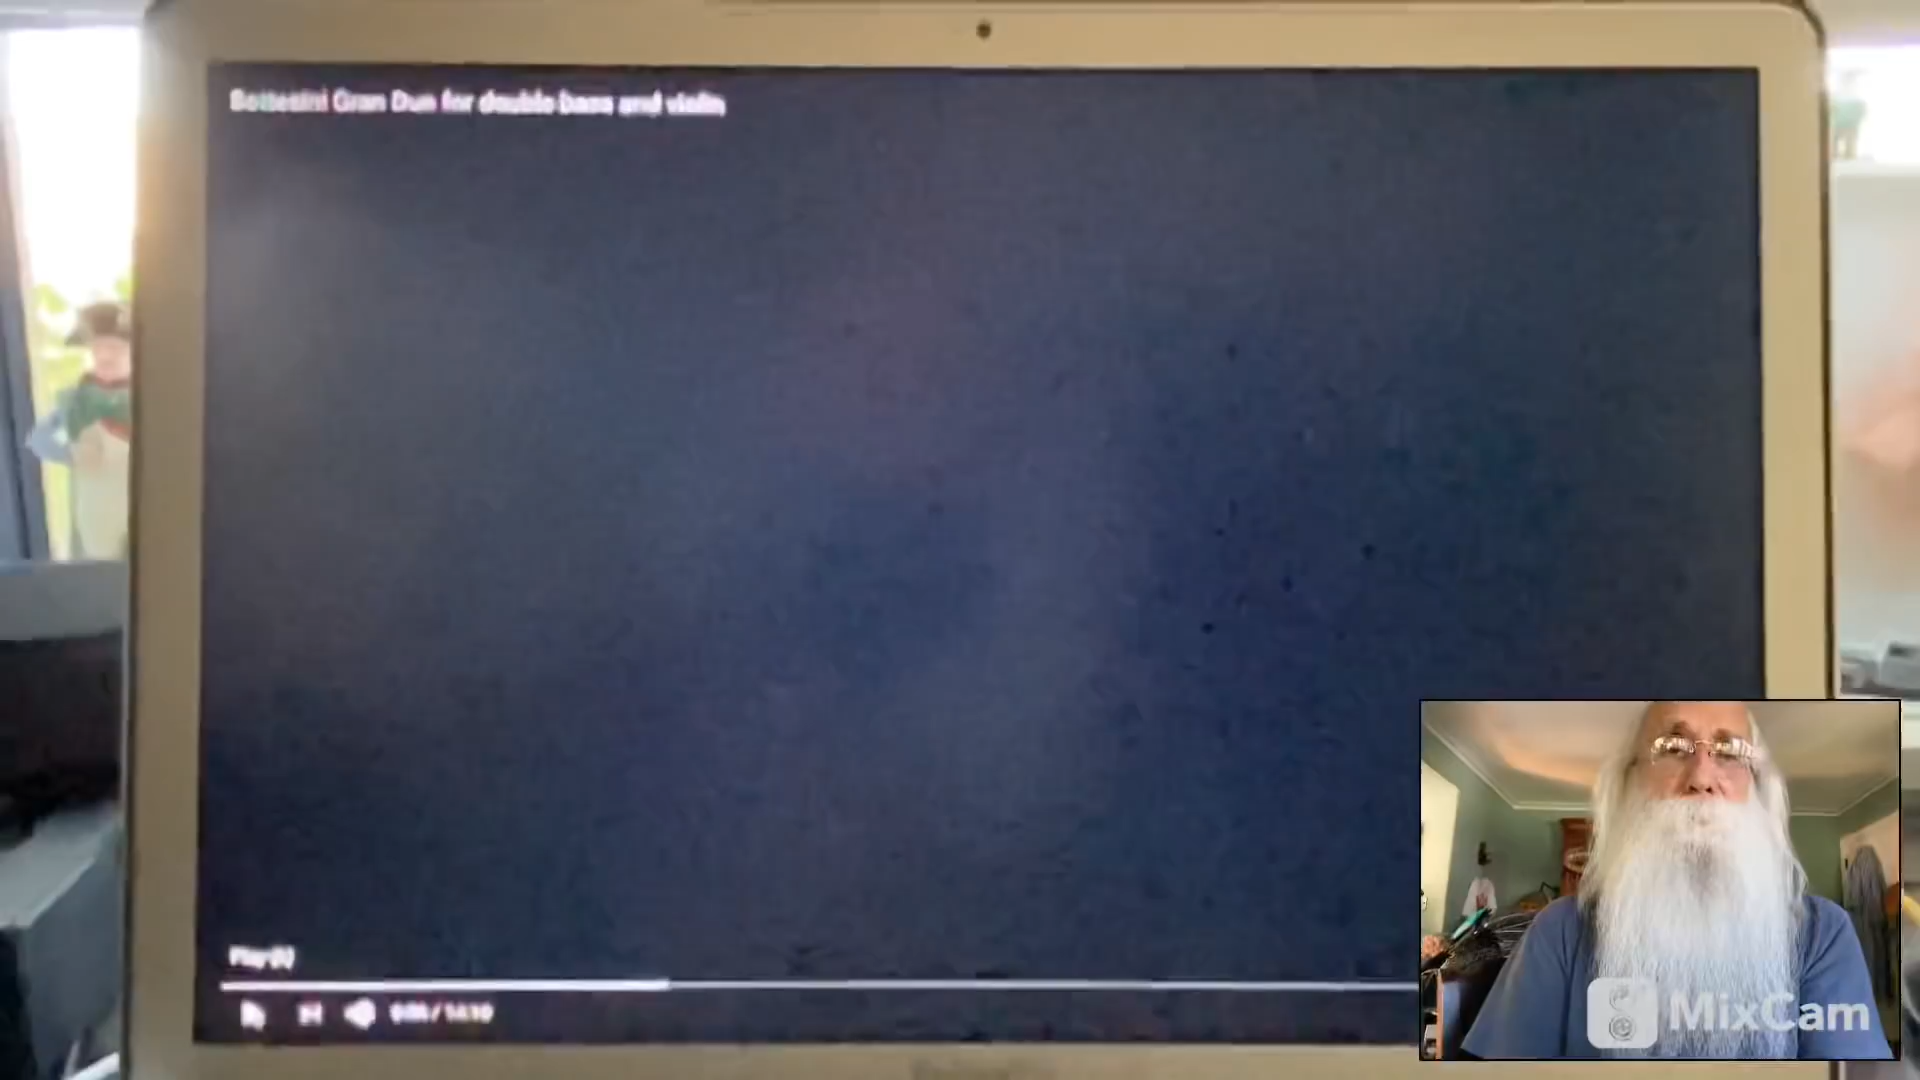 Bottesini Gran Duo for double bass and violin
Play (k)
0:00 / 14:10
MixCam